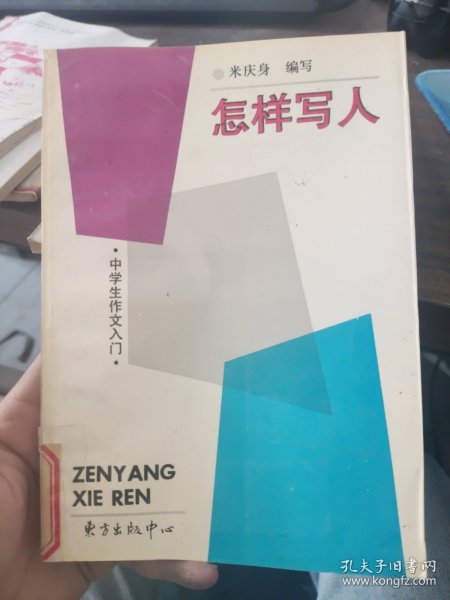 米庆身 编写
怎样写人
·中学生作文入门·
ZENYANG
XIE REN
东方出版中心
孔夫子旧书网
www.kongfz.com